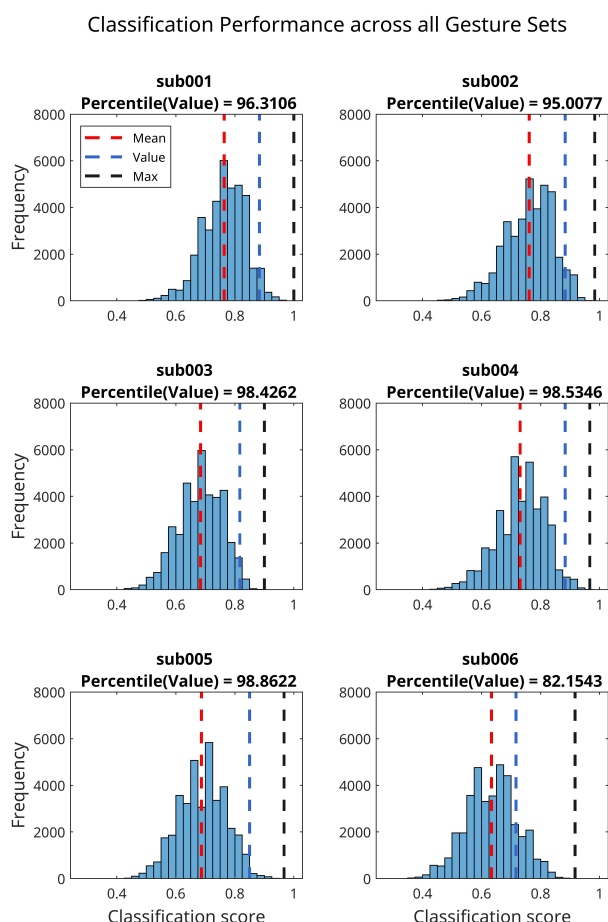 Classification Performance across all Gesture Sets
sub001
Percentile(Value) = 96.3106
8000
6000
4000
2000
0
Frequency
Mean
Value
Max
0.4 0.6 0.8 1
sub002
Percentile(Value) = 95.0077
8000
6000
4000
2000
0
0.4 0.6 0.8 1
sub003
Percentile(Value) = 98.4262
8000
6000
4000
2000
0
Frequency
0.4 0.6 0.8 1
sub004
Percentile(Value) = 98.5346
8000
6000
4000
2000
0
0.4 0.6 0.8 1
sub005
Percentile(Value) = 98.8622
8000
6000
4000
2000
0
Frequency
0.4 0.6 0.8 1
Classification score
sub006
Percentile(Value) = 82.1543
8000
6000
4000
2000
0
0.4 0.6 0.8 1
Classification score